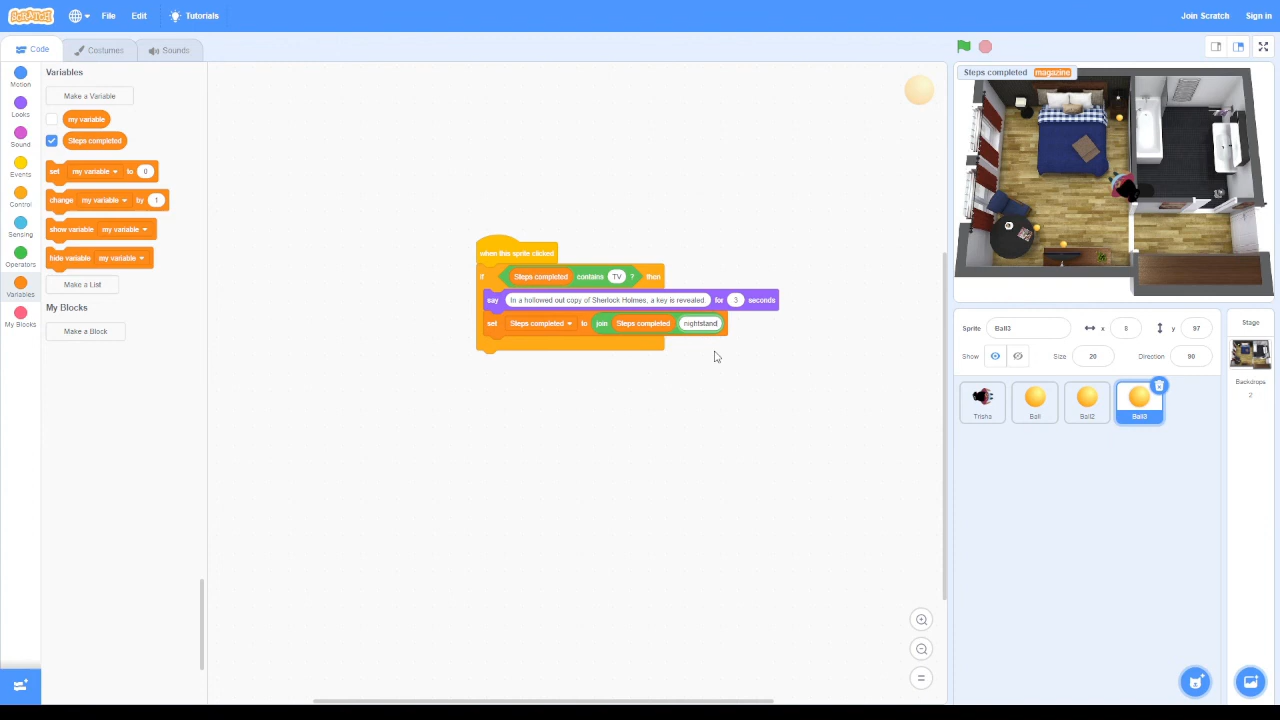 SCRATCH File Edit Tutorials Join Scratch Sign in
Code Costumes Sounds
Motion
Looks
Sound
Events
Control
Sensing
Operators
Variables
My Blocks
Variables
Make a Variable
my variable
Steps completed
set my variable to 0
change my variable by 1
show variable my variable
hide variable my variable
Make a List
My Blocks
Make a Block
when this sprite clicked
if Steps completed contains TV ? then
say In a hollowed out copy of Sherlock Holmes, a key is revealed. for 3 seconds
set Steps completed to join Steps completed nightstand
Steps completed magazine
Sprite Ball3 x 8 y 97
Show Size 20 Direction 90
Trisha Ball Ball2 Ball3
Stage
Backdrops
2